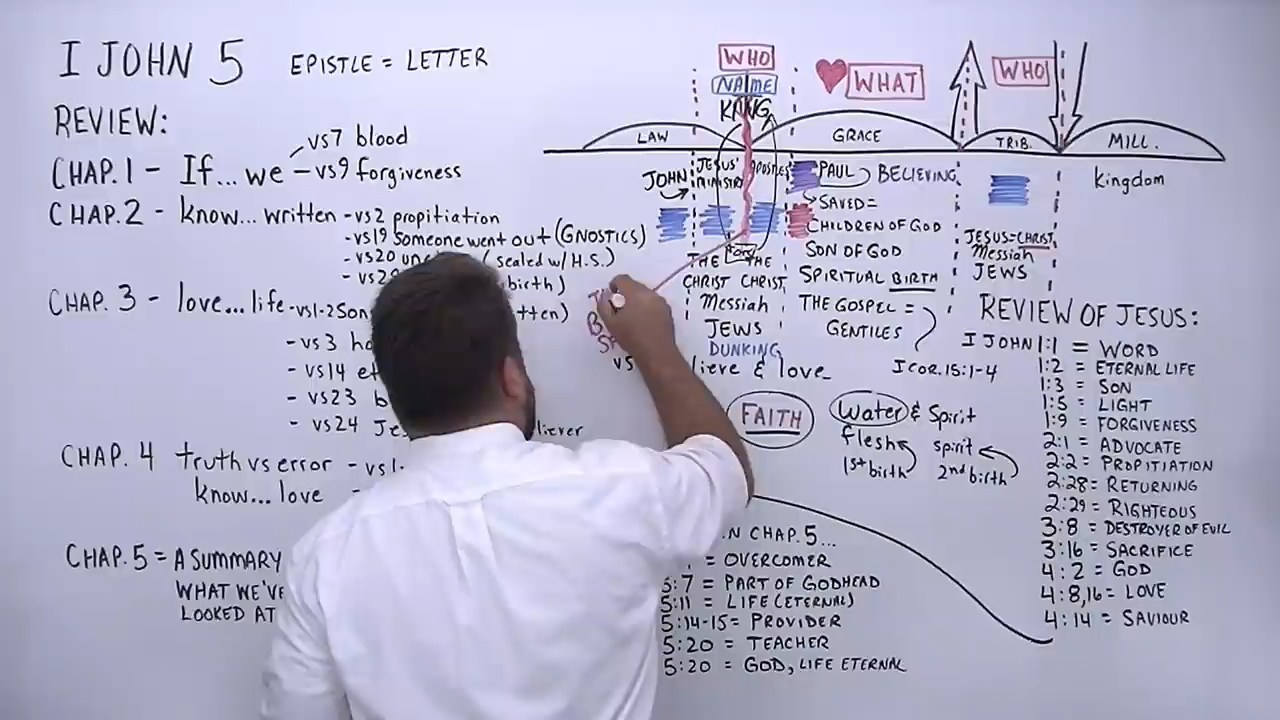 I JOHN 5 EPISTLE = LETTER
REVIEW:
CHAP. 1 - If... we - vs7 blood
- vs9 forgiveness
CHAP. 2 - know... written - vs2 propitiation
- vs19 Someone went out (GNOSTICS)
- vs20 (sealed w/ H.S.)
birth)
CHAP. 3 - love... life - vs1-2 Son
- vs3
- vs14
- vs23
- vs24
CHAP. 4 truth vs error - vs1-
know... love -
CHAP. 5 = A SUMMARY
WHAT WE'VE
LOOKED AT
WHO
NAME
KING
WHAT
WHO
LAW
GRACE
TRIB.
MILL.
Kingdom
JOHN
JESUS' MINISTRY
APOSTLES
THE THE
CHRIST CHRIST
Messiah
JEWS
DUNKING
& love
PAUL BELIEVING
SAVED =
CHILDREN OF GOD
SON OF GOD
SPIRITUAL BIRTH
THE GOSPEL =
GENTILES
I COR. 15:1-4
JESUS = CHRIST
Messiah
JEWS
FAITH
Water & Spirit
flesh spirit
1st birth 2nd birth
IN CHAP. 5...
= OVERCOMER
5:7 = PART OF GODHEAD
5:11 = LIFE (ETERNAL)
5:14-15 = PROVIDER
5:20 = TEACHER
5:20 = GOD, LIFE ETERNAL
REVIEW OF JESUS:
I JOHN 1:1 = WORD
1:2 = ETERNAL LIFE
1:3 = SON
1:5 = LIGHT
1:9 = FORGIVENESS
2:1 = ADVOCATE
2:2 = PROPITIATION
2:28 = RETURNING
2:29 = RIGHTEOUS
3:8 = DESTROYER OF EVIL
3:16 = SACRIFICE
4:2 = GOD
4:8,16 = LOVE
4:14 = SAVIOUR